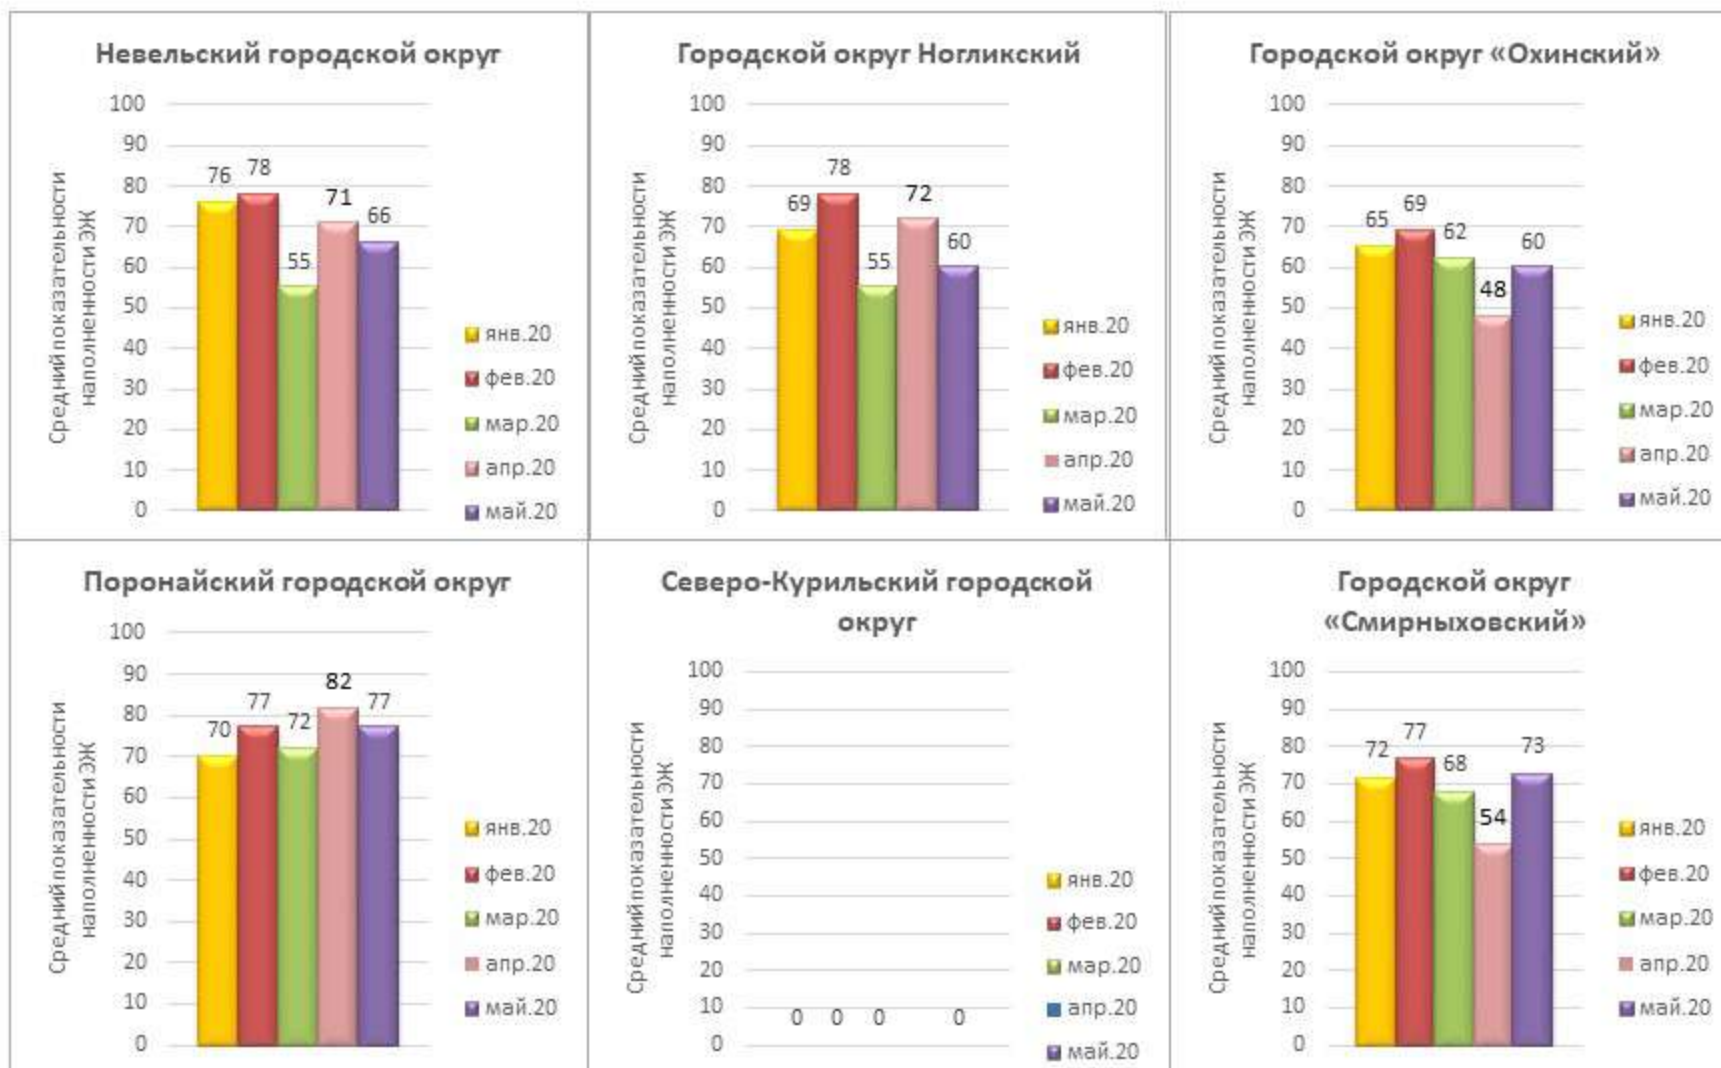 Невельский городской округ
100
90
80
70
60
50
40
30
20
10
0
Средний показательности
наполненности ЭЖ
76
78
55
71
66
янв.20
фев.20
мар.20
апр.20
май.20
Городской округ Ногликский
100
90
80
70
60
50
40
30
20
10
0
Средний показательности
наполненности ЭЖ
69
78
55
72
60
янв.20
фев.20
мар.20
апр.20
май.20
Городской округ «Охинский»
100
90
80
70
60
50
40
30
20
10
0
Средний показательности
наполненности ЭЖ
65
69
62
48
60
янв.20
фев.20
мар.20
апр.20
май.20
Поронайский городской округ
100
90
80
70
60
50
40
30
20
10
0
Средний показательности
наполненности ЭЖ
70
77
72
82
77
янв.20
фев.20
мар.20
апр.20
май.20
Северо-Курильский городской
округ
100
90
80
70
60
50
40
30
20
10
0
Средний показательности
наполненности ЭЖ
0 0 0 0
янв.20
фев.20
мар.20
апр.20
май.20
Городской округ
«Смирныховский»
100
90
80
70
60
50
40
30
20
10
0
Средний показательности
наполненности ЭЖ
72
77
68
54
73
янв.20
фев.20
мар.20
апр.20
май.20